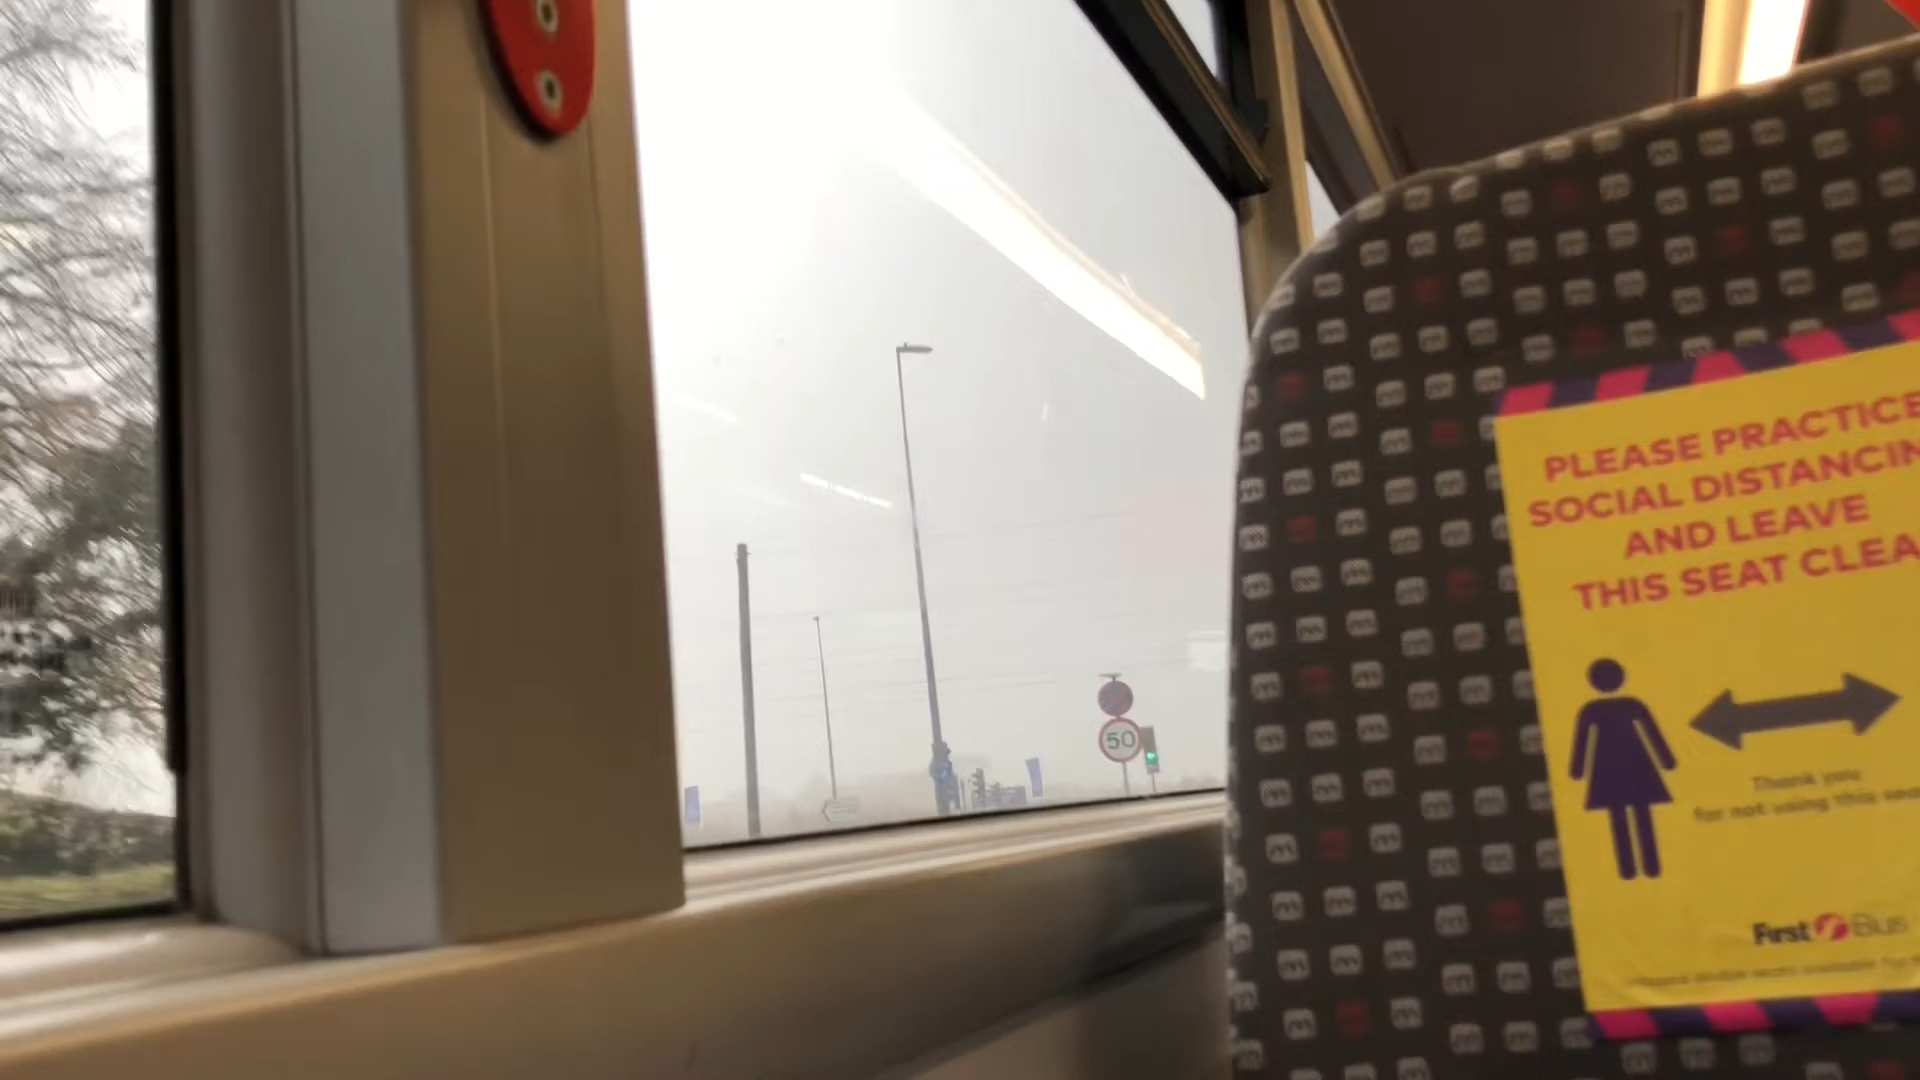 50
PLEASE PRACTICE
SOCIAL DISTANCIN
AND LEAVE
THIS SEAT CLEA
Thank you
for not using this sea
First Bus